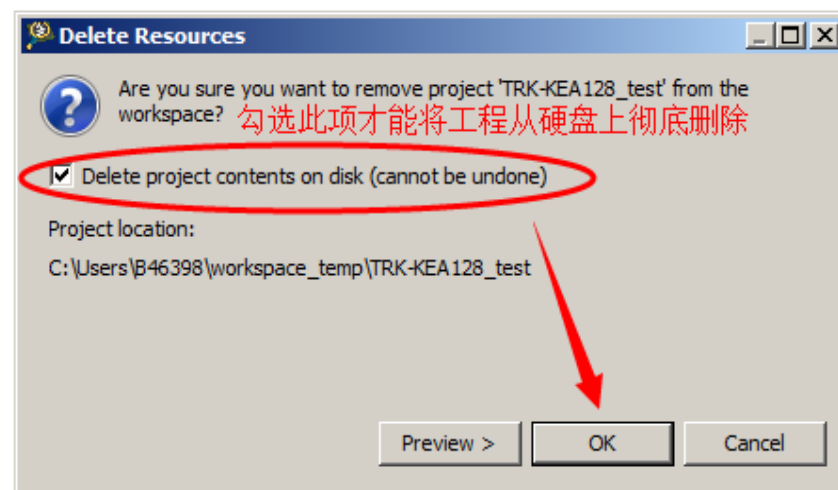 Delete Resources
Are you sure you want to remove project 'TRK-KEA128_test' from the
workspace? 勾选此项才能将工程从硬盘上彻底删除
Delete project contents on disk (cannot be undone)
Project location:
C:\Users\B46398\workspace_temp\TRK-KEA128_test
Preview > OK Cancel